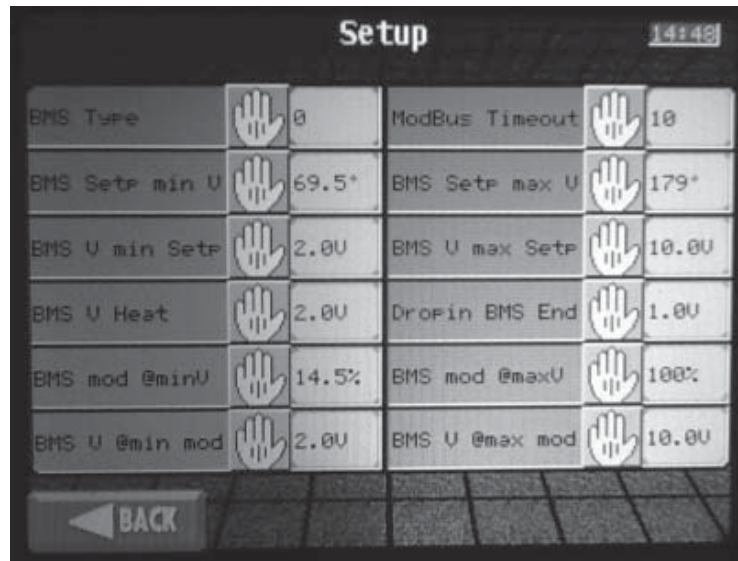 Setup
14:48
BMS Type 0 ModBus Timeout 10
BMS Setp min V 69.5° BMS Setp max V 179°
BMS V min Setp 2.0V BMS V max Setp 10.0V
BMS V Heat 2.0V Dropin BMS End 1.0V
BMS mod @minV 14.5% BMS mod @maxV 100%
BMS V @min mod 2.0V BMS V @max mod 10.0V
BACK